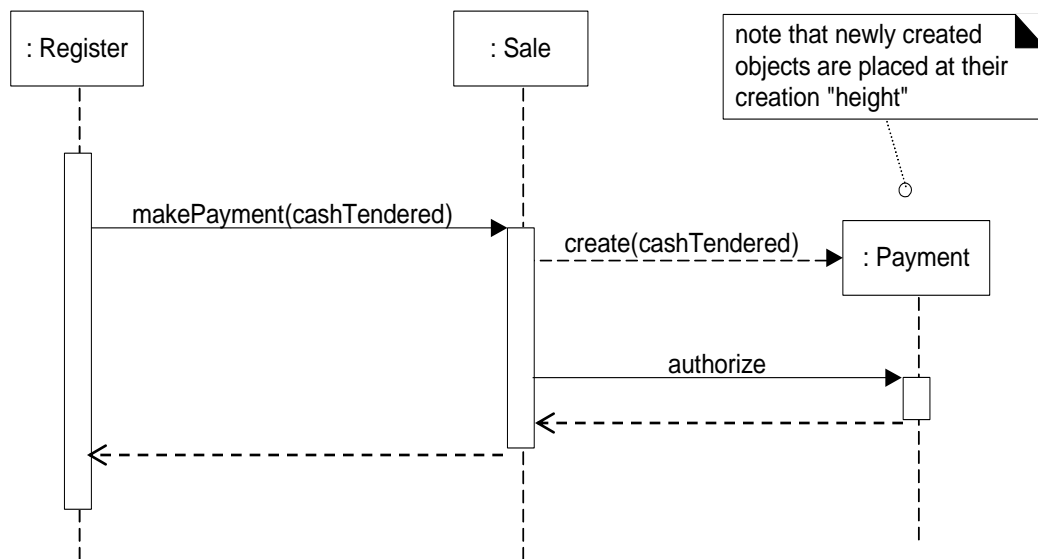 : Register
: Sale
note that newly created
objects are placed at their
creation "height"
makePayment(cashTendered)
create(cashTendered)
: Payment
authorize